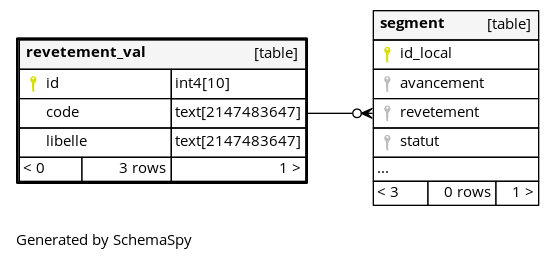 revetement_val [table]
id int4[10]
code text[2147483647]
libelle text[2147483647]
< 0 3 rows 1 >
segment [table]
id_local
avancement
revetement
statut
...
< 3 0 rows 1 >
Generated by SchemaSpy